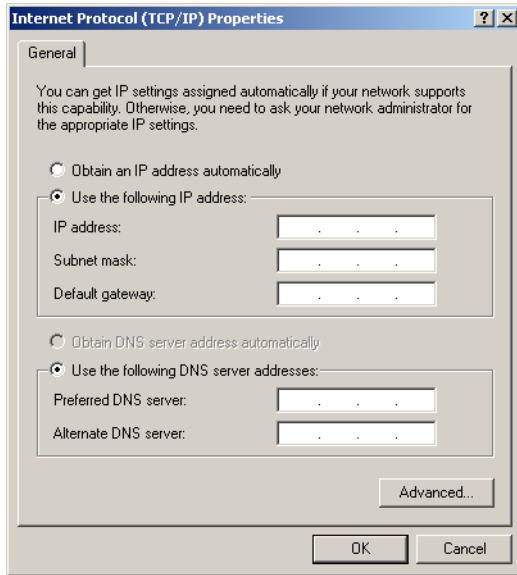 Internet Protocol (TCP/IP) Properties
General
You can get IP settings assigned automatically if your network supports
this capability. Otherwise, you need to ask your network administrator for
the appropriate IP settings.
Obtain an IP address automatically
Use the following IP address:
IP address:
Subnet mask:
Default gateway:
Obtain DNS server address automatically
Use the following DNS server addresses:
Preferred DNS server:
Alternate DNS server:
Advanced...
OK Cancel